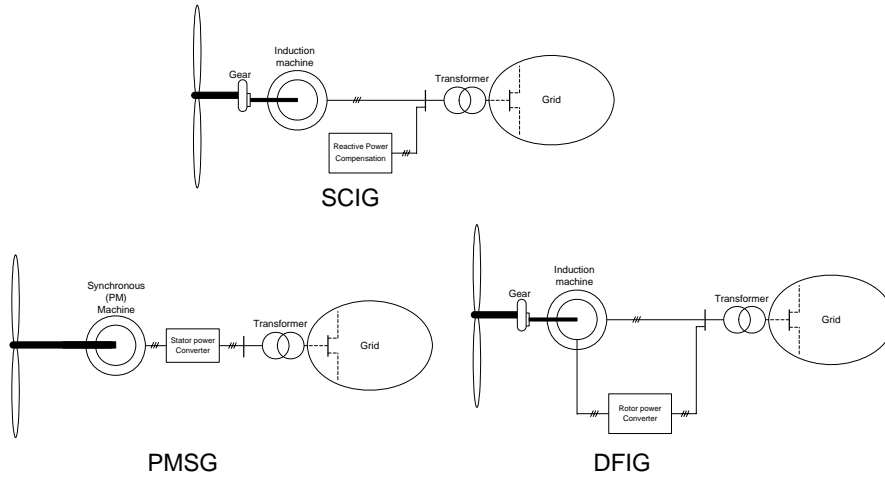 Induction
machine
Gear
Transformer
Grid
Reactive Power
Compensation
SCIG
Synchronous
(PM)
Machine
Stator power
Converter
Transformer
Grid
PMSG
Induction
machine
Gear
Transformer
Grid
Rotor power
Converter
DFIG